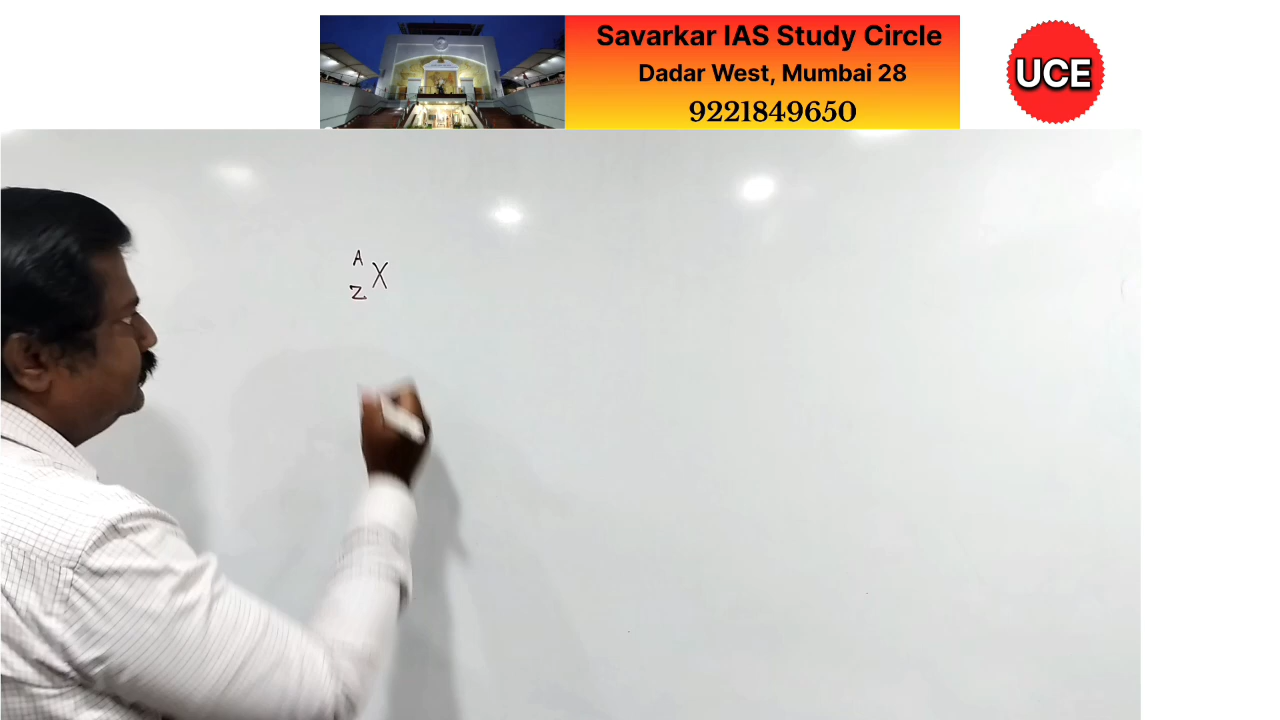 Savarkar IAS Study Circle
Dadar West, Mumbai 28
9221849650
UCE
A
X
Z